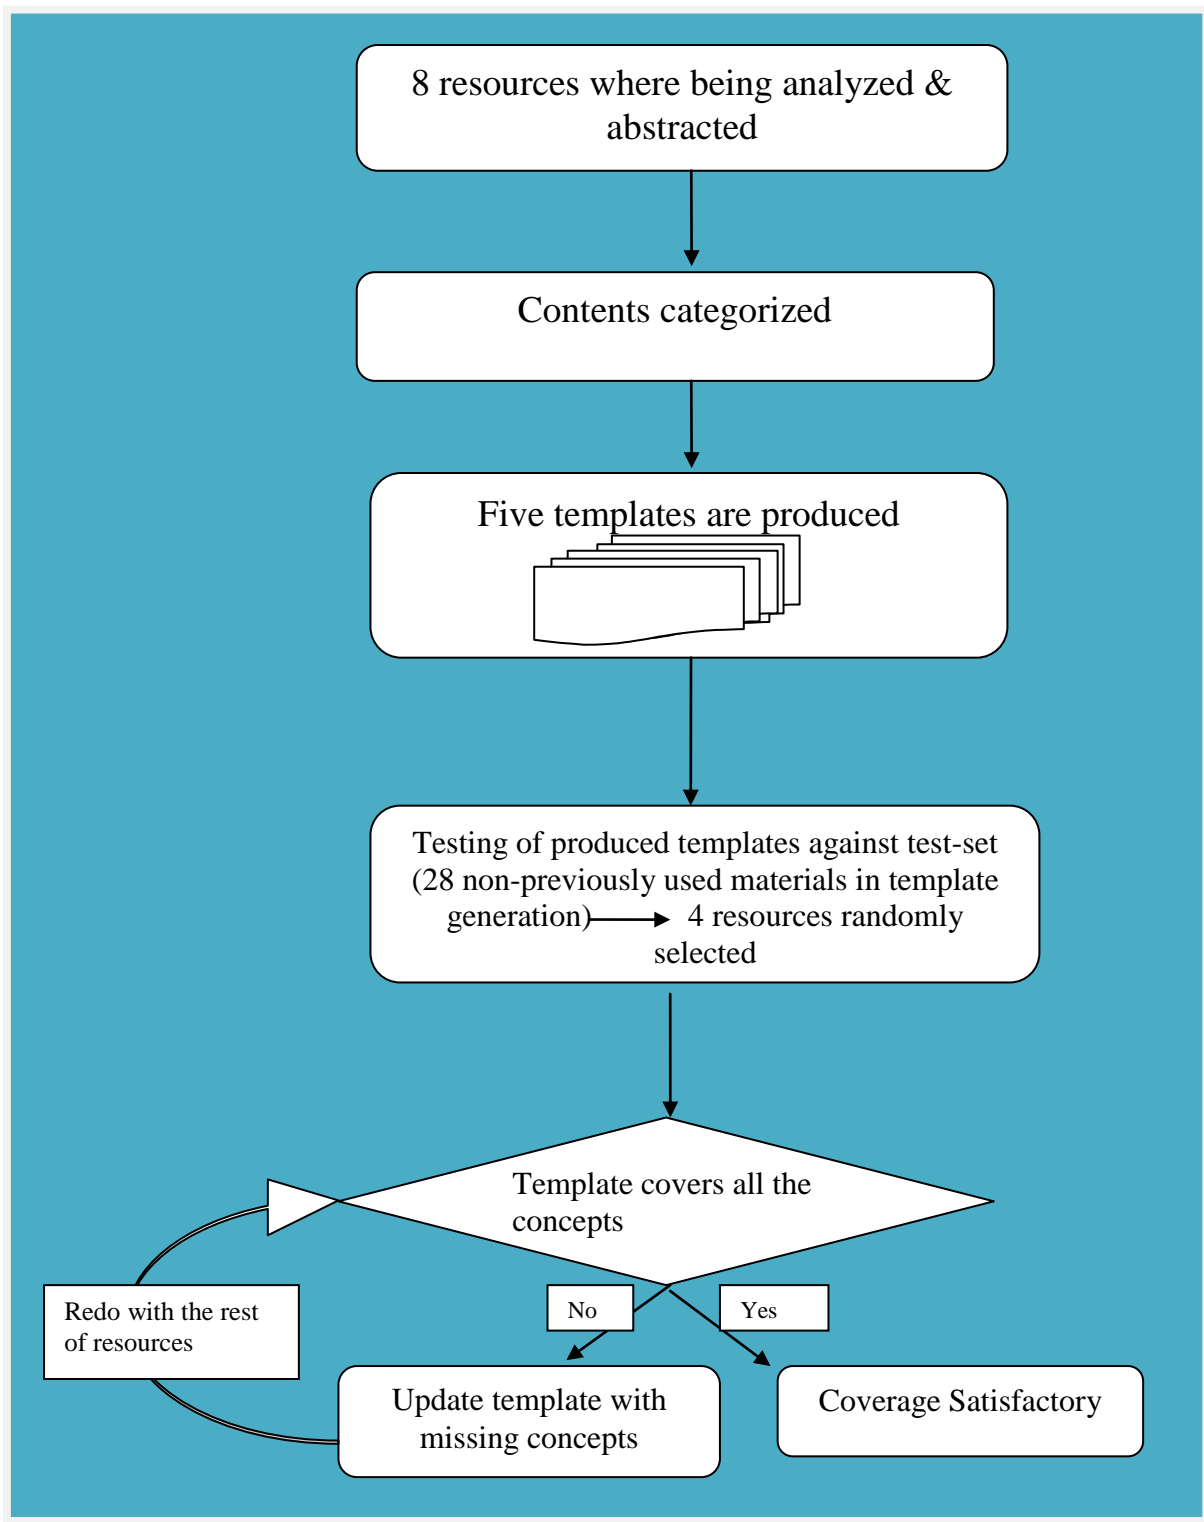 8 resources where being analyzed &
abstracted
Contents categorized
Five templates are produced
Testing of produced templates against test-set
(28 non-previously used materials in template
generation) 4 resources randomly
selected
Template covers all the
concepts
No
Yes
Redo with the rest
of resources
Update template with
missing concepts
Coverage Satisfactory